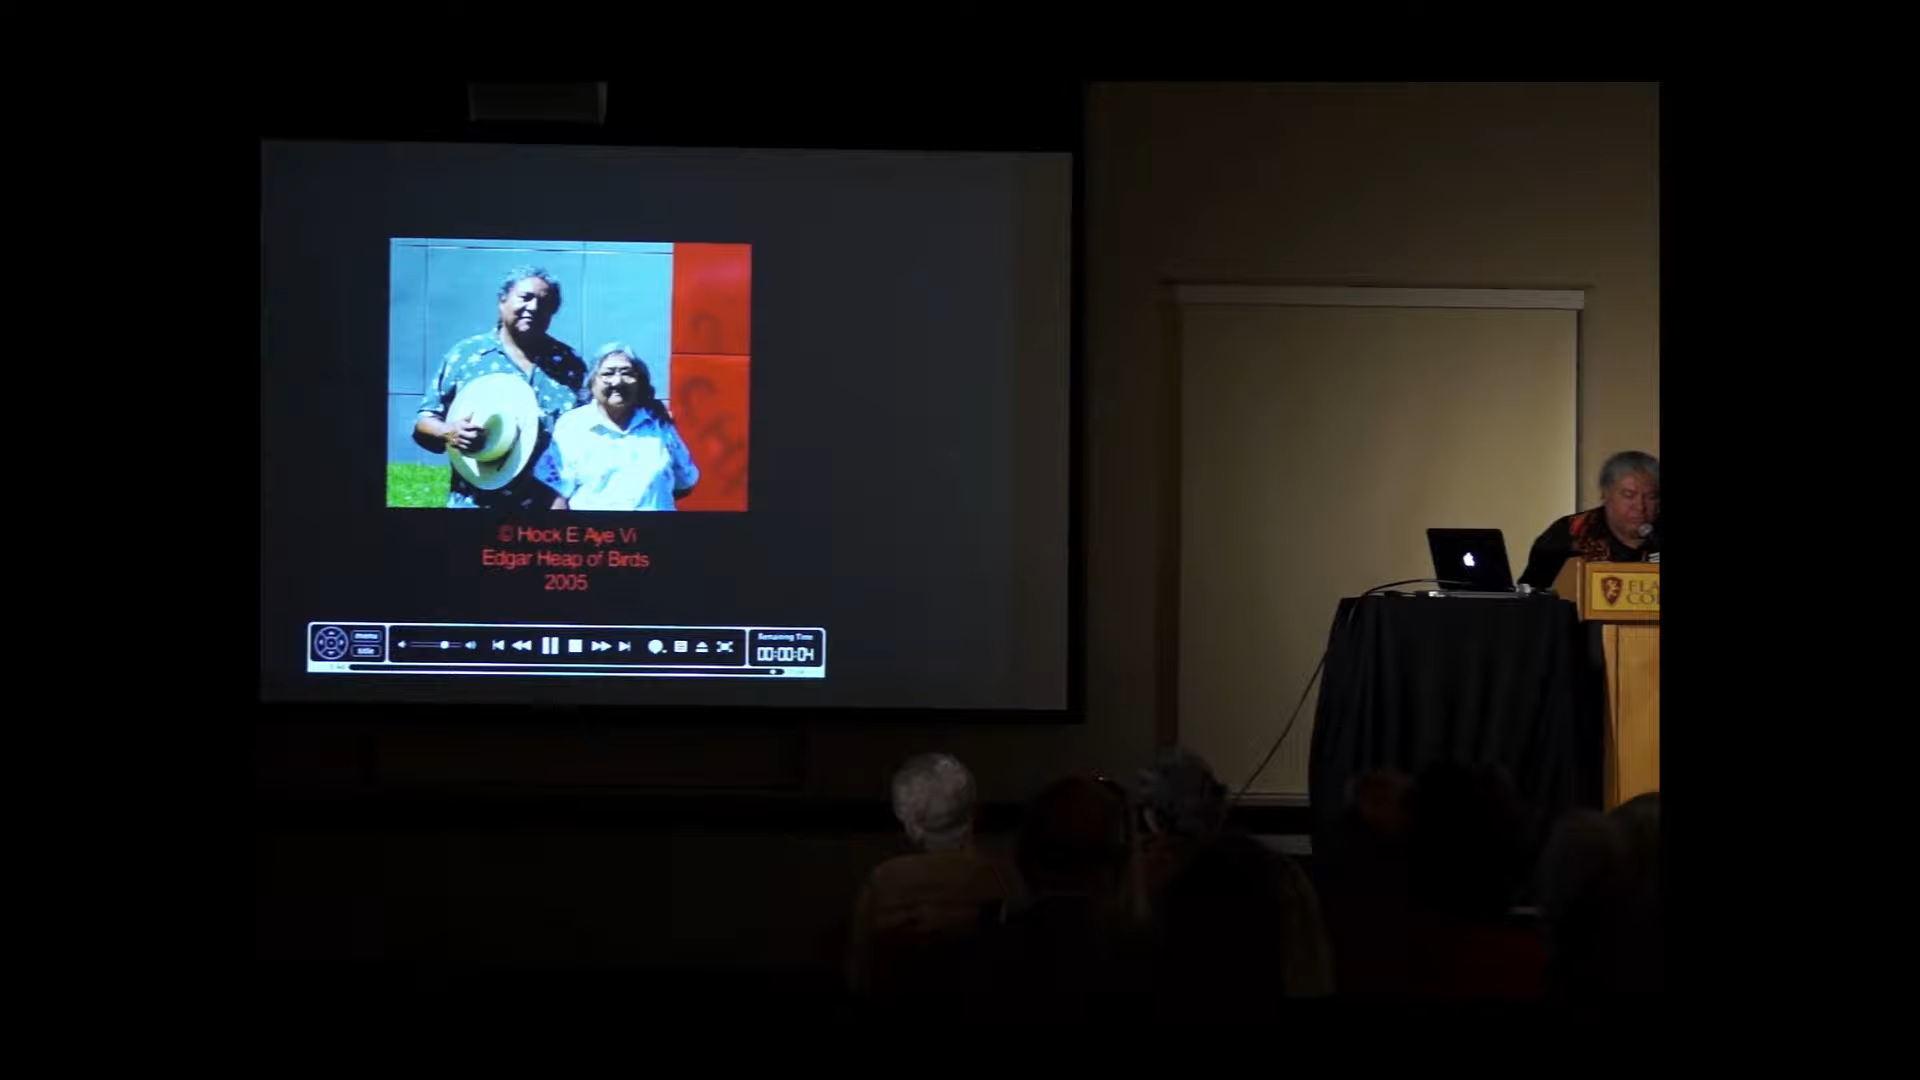 © Hock E Aye Vi
Edgar Heap of Birds
2005
menu
title
Remaining Time
00:00:04